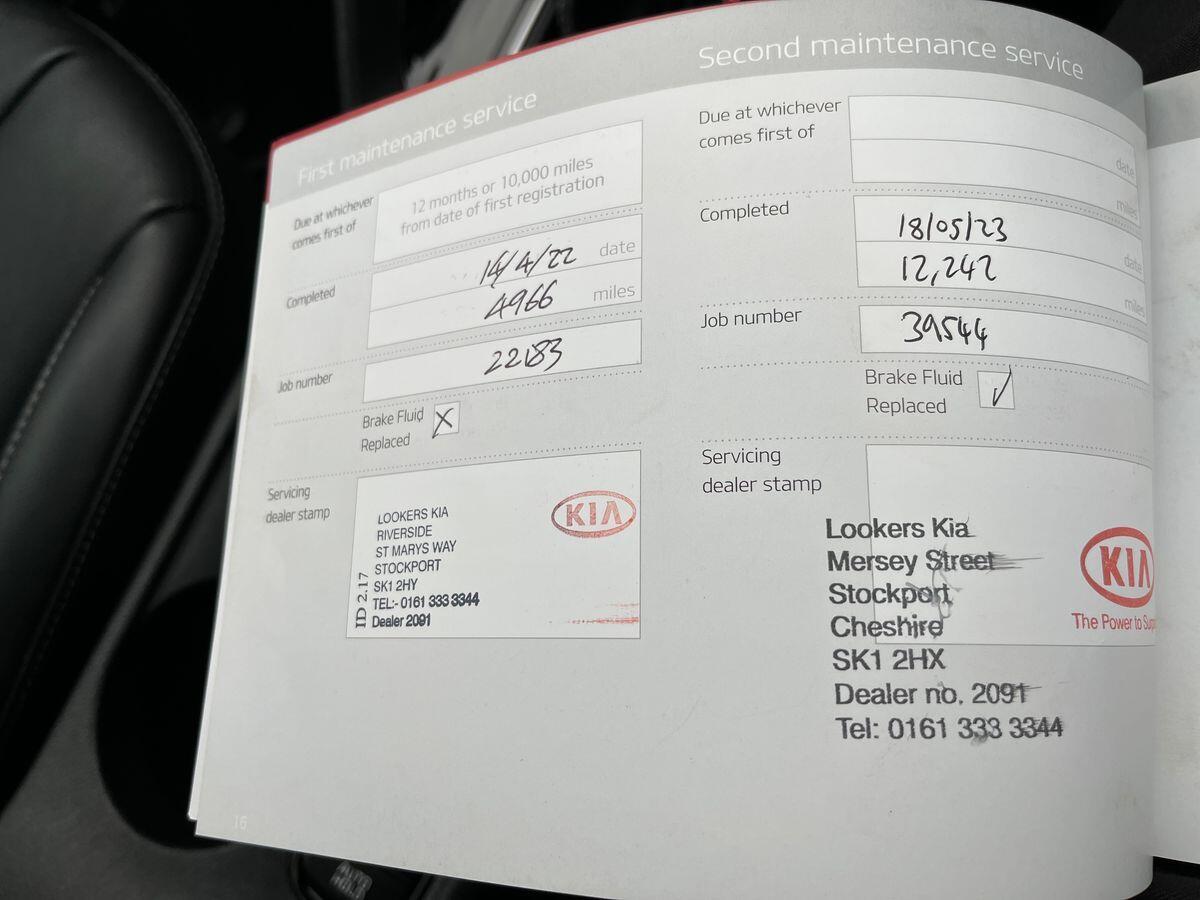 First maintenance service
Due at whichever
comes first of
12 months or 10,000 miles
from date of first registration
Completed
14/4/22 date
4966 miles
Job number
22183
Brake Fluid
Replaced
X
Servicing
dealer stamp
LOOKERS KIA
RIVERSIDE
ST MARYS WAY
STOCKPORT
SK1 2HY
TEL:- 0161 333 3344
Dealer 2091
ID 2.17
KIA
16
Second maintenance service
Due at whichever
comes first of
date
miles
Completed
18/05/23 date
12,242 miles
Job number
39544
Brake Fluid
Replaced
✓
Servicing
dealer stamp
Lookers Kia
Mersey Street
Stockport
Cheshire
SK1 2HX
Dealer no. 2091
Tel: 0161 333 3344
KIA
The Power to